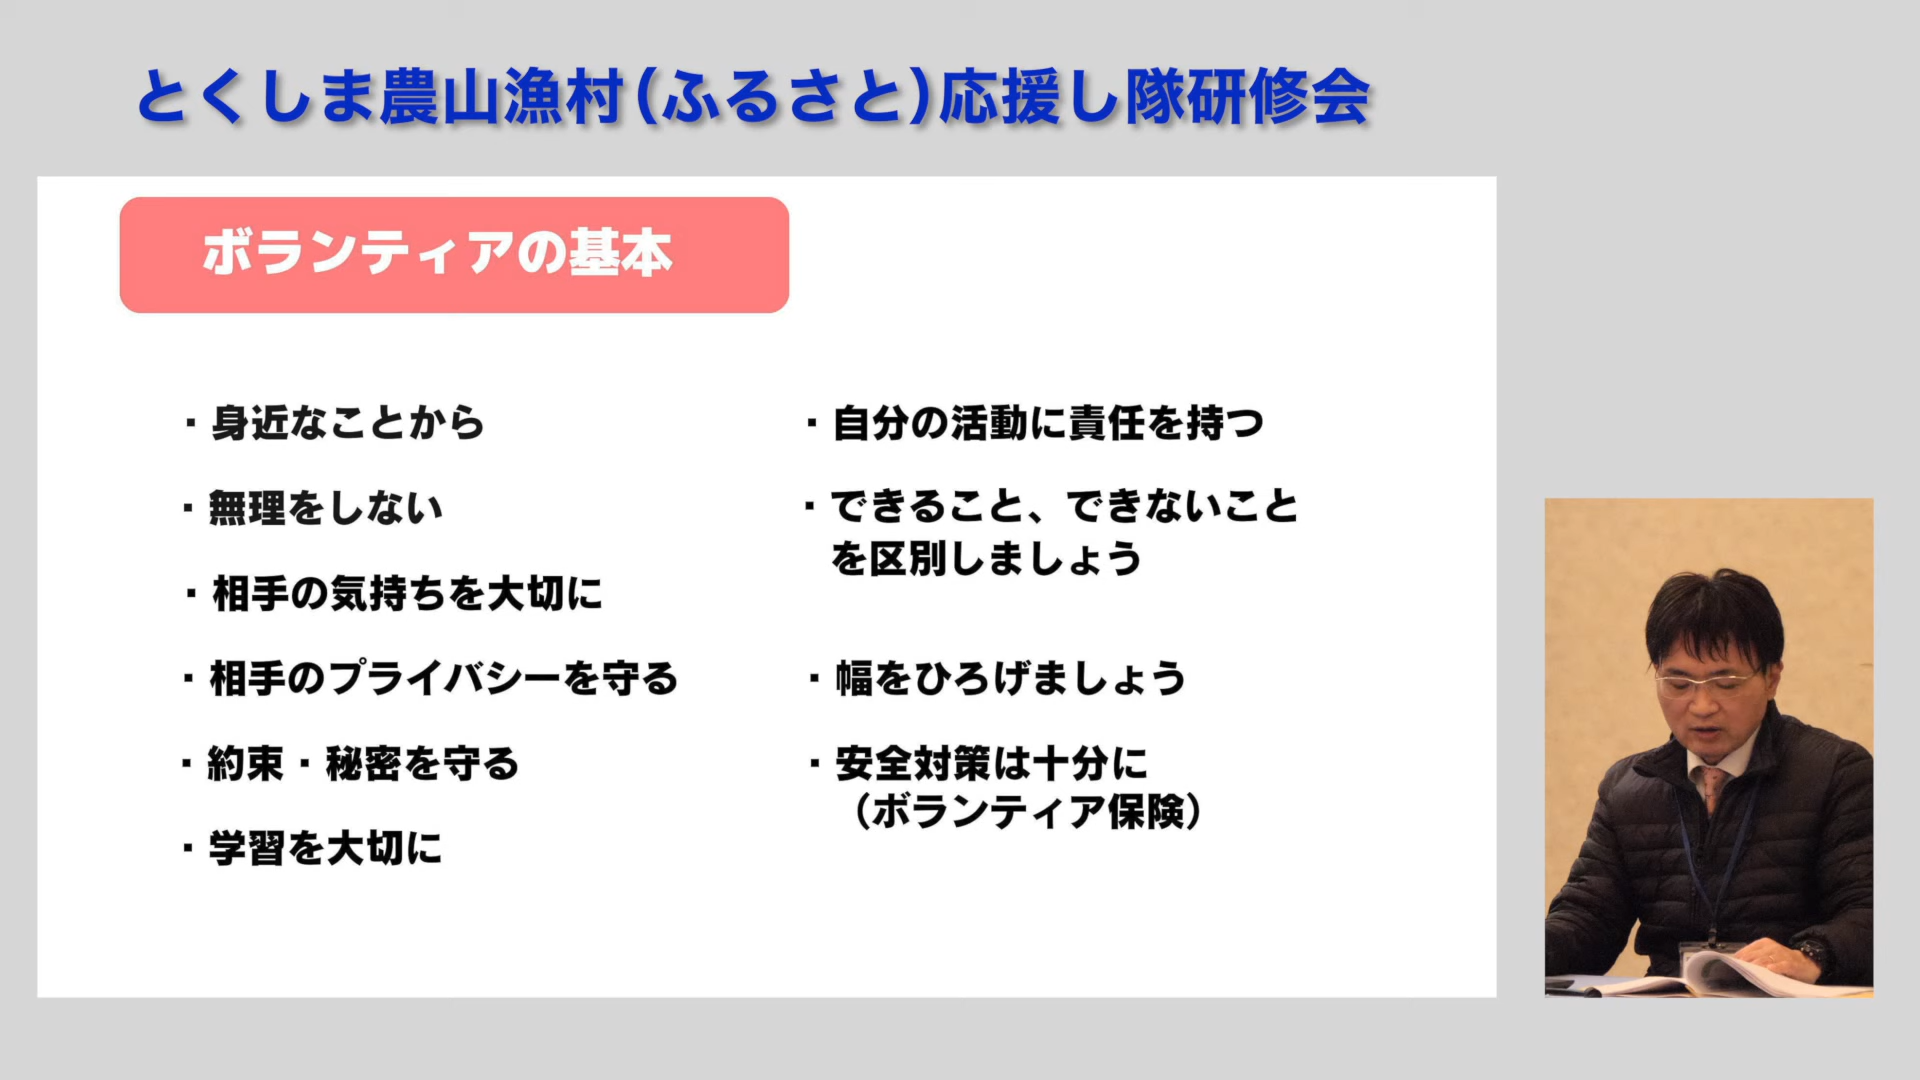 とくしま農山漁村(ふるさと)応援し隊研修会
ボランティアの基本
・身近なことから
・無理をしない
・相手の気持ちを大切に
・相手のプライバシーを守る
・約束・秘密を守る
・学習を大切に
・自分の活動に責任を持つ
・できること、できないこと
を区別しましょう
・幅をひろげましょう
・安全対策は十分に
（ボランティア保険）